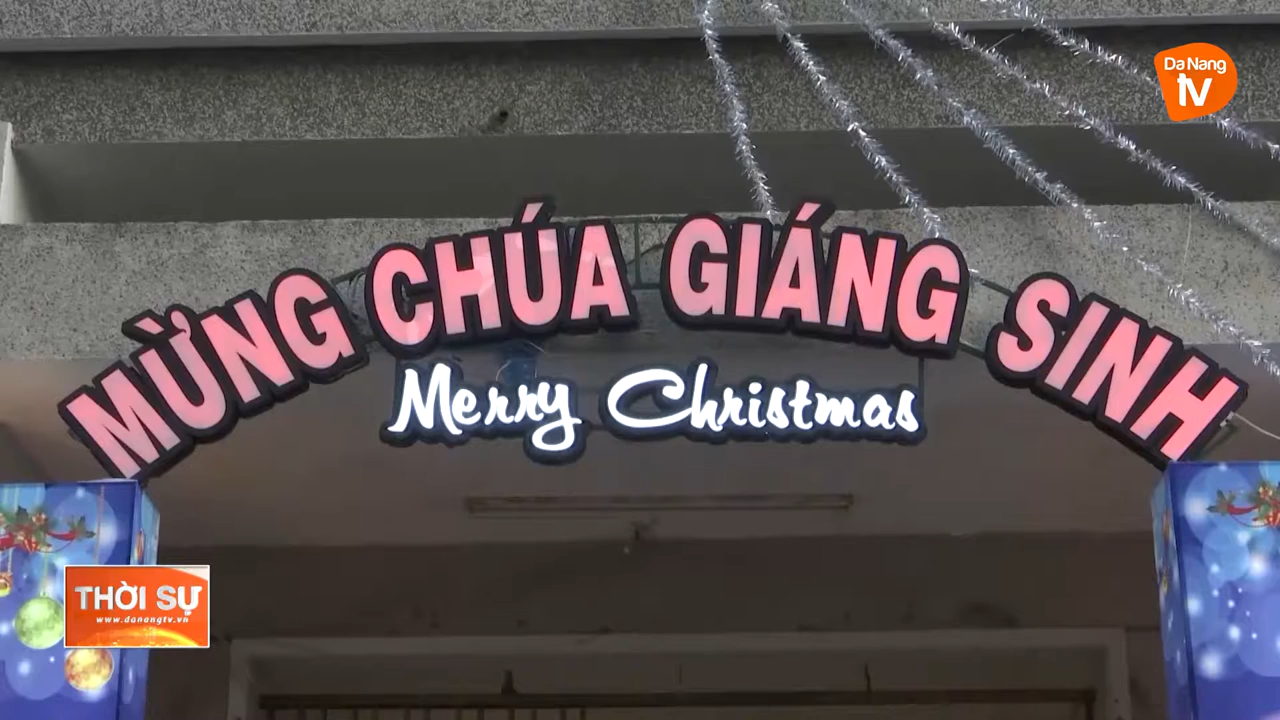 Da Nang
tv
MỪNG CHÚA GIÁNG SINH
Merry Christmas
THỜI SỰ
www.danangtv.vn